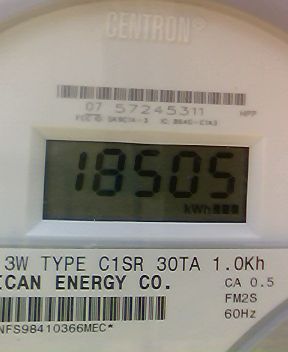 CENTRON®
07 57245311 HPP
18505
kWh
3W TYPE C1SR 30TA 1.0Kh
ICAN ENERGY CO.
CA 0.5
FM2S
60Hz
NFS98410366MEC*